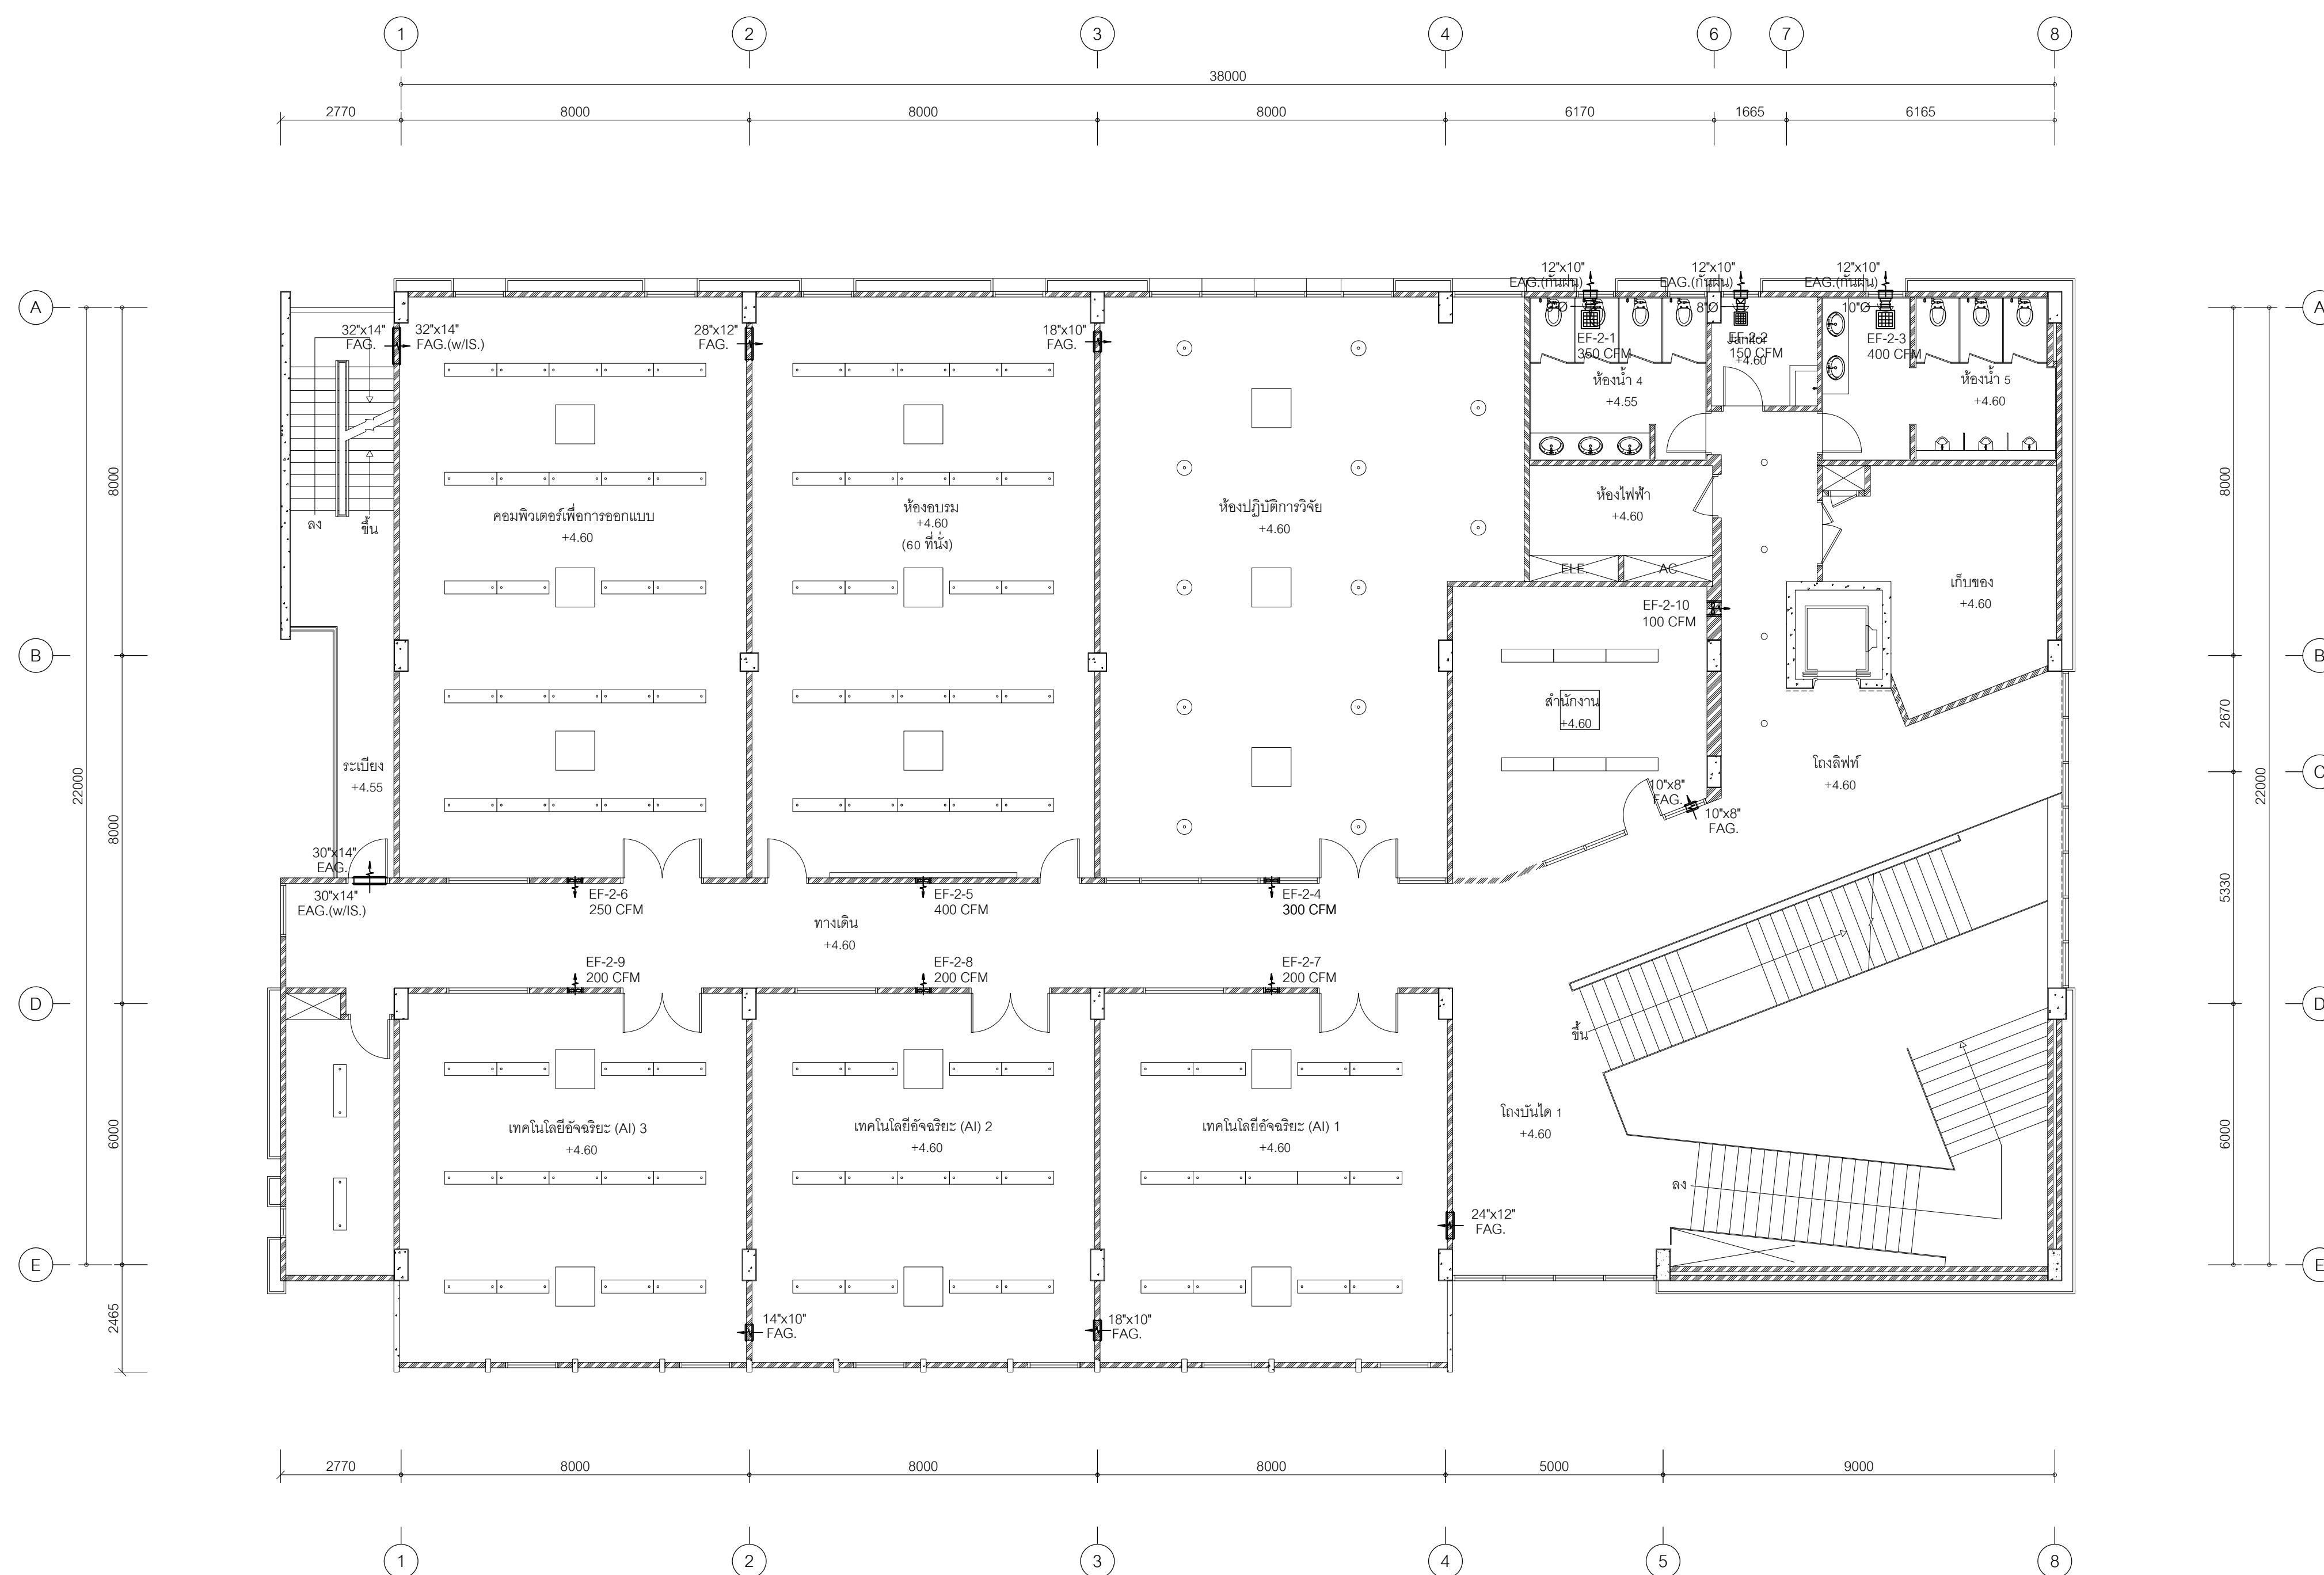 1 2 3 4 6 7 8
38000
2770 8000 8000 8000 6170 1665 6165
12"x10"
EAG.(กันฝน)
12"x10"
EAG.(กันฝน)
12"x10"
EAG.(กันฝน)
A
A
32"x14"
FAG.
32"x14"
FAG.(w/IS.)
28"x12"
FAG.
18"x10"
FAG.
8"Ø
10"Ø
EF-2-1
350 CFM
EF-2-2
150 CFM
Janitor
+4.60
EF-2-3
400 CFM
ห้องน้ำ 4
+4.55
ห้องน้ำ 5
+4.60
8000
8000
ลง
ขึ้น
คอมพิวเตอร์เพื่อการออกแบบ
+4.60
ห้องอบรม
+4.60
(60 ที่นั่ง)
ห้องปฏิบัติการวิจัย
+4.60
ห้องไฟฟ้า
+4.60
ELE.
AC
เก็บของ
+4.60
EF-2-10
100 CFM
B
B
สำนักงาน
+4.60
2670
ระเบียง
+4.55
โถงลิฟท์
+4.60
C
22000
22000
8000
10"x8"
FAG.
10"x8"
FAG.
30"x14"
EAG.
30"x14"
EAG.(w/IS.)
EF-2-6
250 CFM
EF-2-5
400 CFM
EF-2-4
300 CFM
5330
ทางเดิน
+4.60
EF-2-9
200 CFM
EF-2-8
200 CFM
EF-2-7
200 CFM
D
D
ขึ้น
6000
6000
เทคโนโลยีอัจฉริยะ (AI) 3
+4.60
เทคโนโลยีอัจฉริยะ (AI) 2
+4.60
เทคโนโลยีอัจฉริยะ (AI) 1
+4.60
โถงบันได 1
+4.60
ลง
24"x12"
FAG.
E
E
2465
14"x10"
FAG.
18"x10"
FAG.
2770 8000 8000 8000 5000 9000
1 2 3 4 5 8